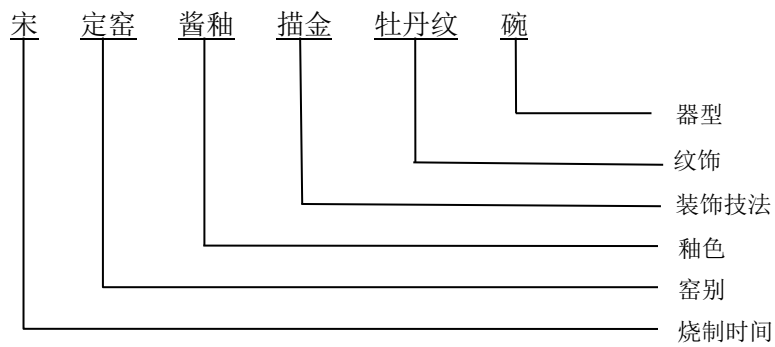 宋 定窑 酱釉 描金 牡丹纹 碗
器型
纹饰
装饰技法
釉色
窑别
烧制时间